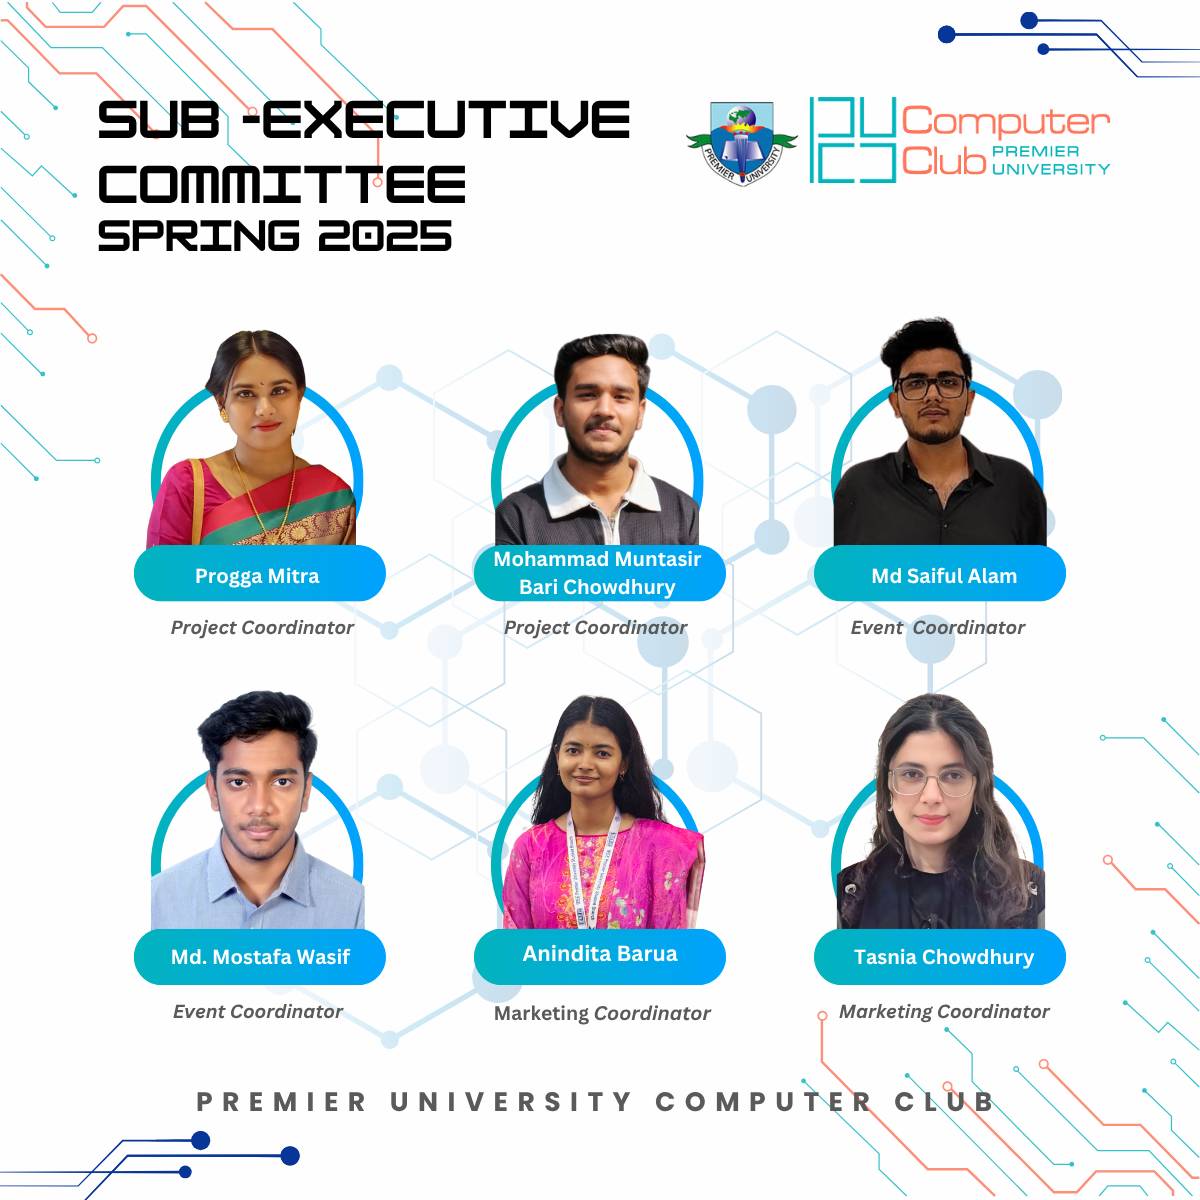 SUB -EXECUTIVE
COMMITTEE
SPRING 2025
PREMIER UNIVERSITY
Computer
Club PREMIER
UNIVERSITY
Progga Mitra
Project Coordinator
Mohammad Muntasir
Bari Chowdhury
Project Coordinator
Md Saiful Alam
Event  Coordinator
Md. Mostafa Wasif
Event Coordinator
Anindita Barua
Marketing Coordinator
Tasnia Chowdhury
Marketing Coordinator
PREMIER UNIVERSITY COMPUTER CLUB